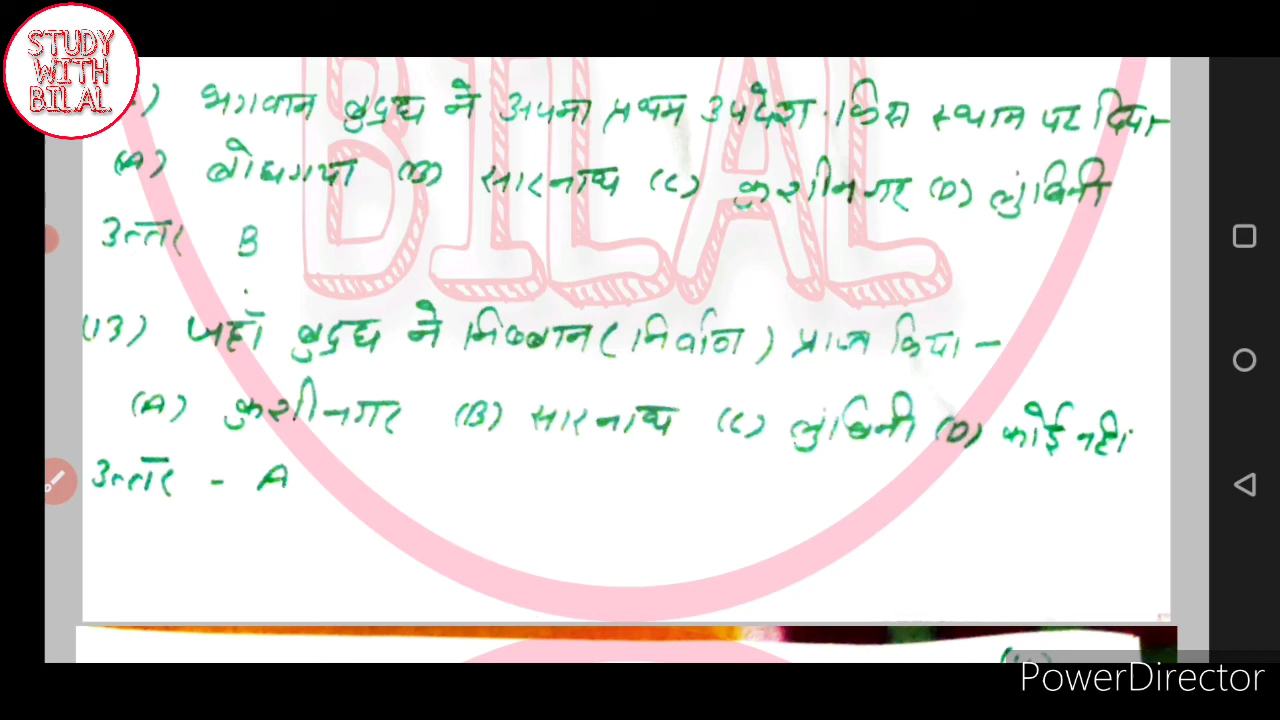 STUDY
WITH
BILAL
BILAL
) भगवान बुद्ध ने अपना प्रथम उपदेश किस स्थान पर दिया
(A) बोधगया (B) सारनाथ (C) कुशीनगर (D) लुंबिनी
उत्तर B
(13) जहाँ बुद्ध ने निब्बान (निर्वान) प्राप्त किया -
(A) कुशीनगर (B) सारनाथ (C) लुंबिनी (D) कोई नहीं
उत्तर - A
PowerDirector